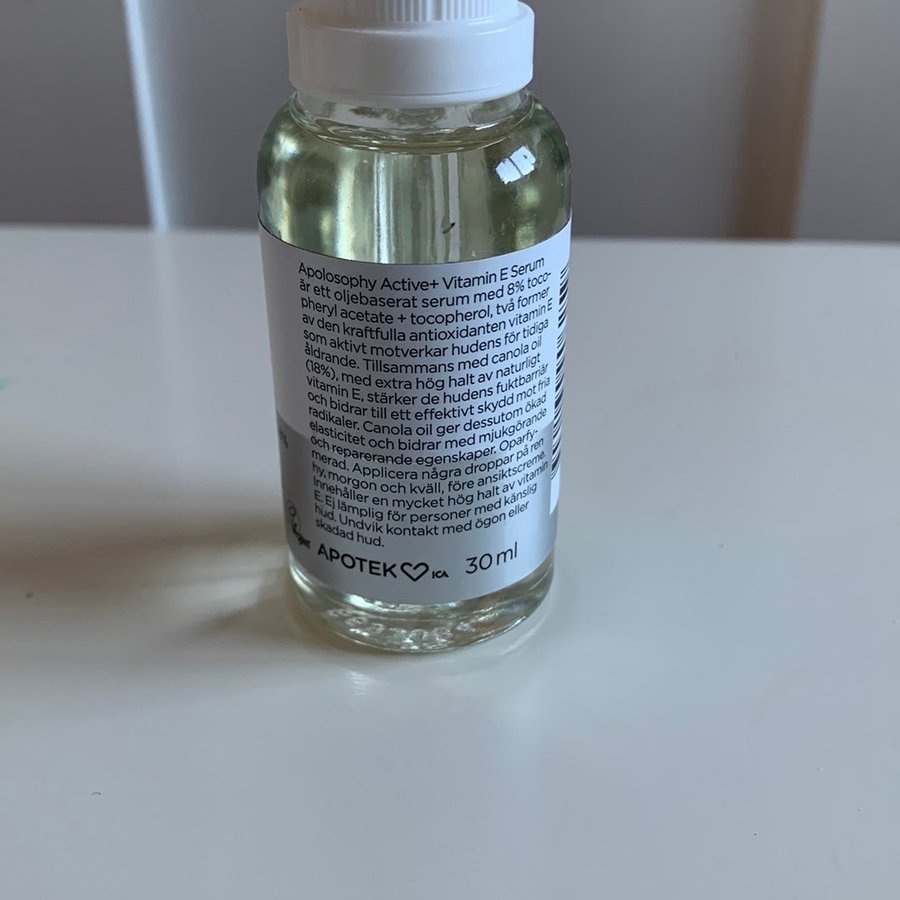 Apolosophy Active+ Vitamin E Serum
är ett oljebaserat serum med 8% toco-
pheryl acetate + tocopherol, två former
av den kraftfulla antioxidanten vitamin E
som aktivt motverkar hudens för tidiga
åldrande. Tillsammans med canola oil
(18%), med extra hög halt av naturligt
vitamin E, stärker de hudens fuktbarriär
och bidrar till ett effektivt skydd mot fria
radikaler. Canola oil ger dessutom ökad
elasticitet och bidrar med mjukgörande
och reparerande egenskaper. Oparfy-
merad. Applicera några droppar på ren
hy, morgon och kväll, före ansiktscreme.
Innehåller en mycket hög halt av vitamin
E. Ej lämplig för personer med känslig
hud. Undvik kontakt med ögon eller
skadad hud.
APOTEK ICA 30 ml